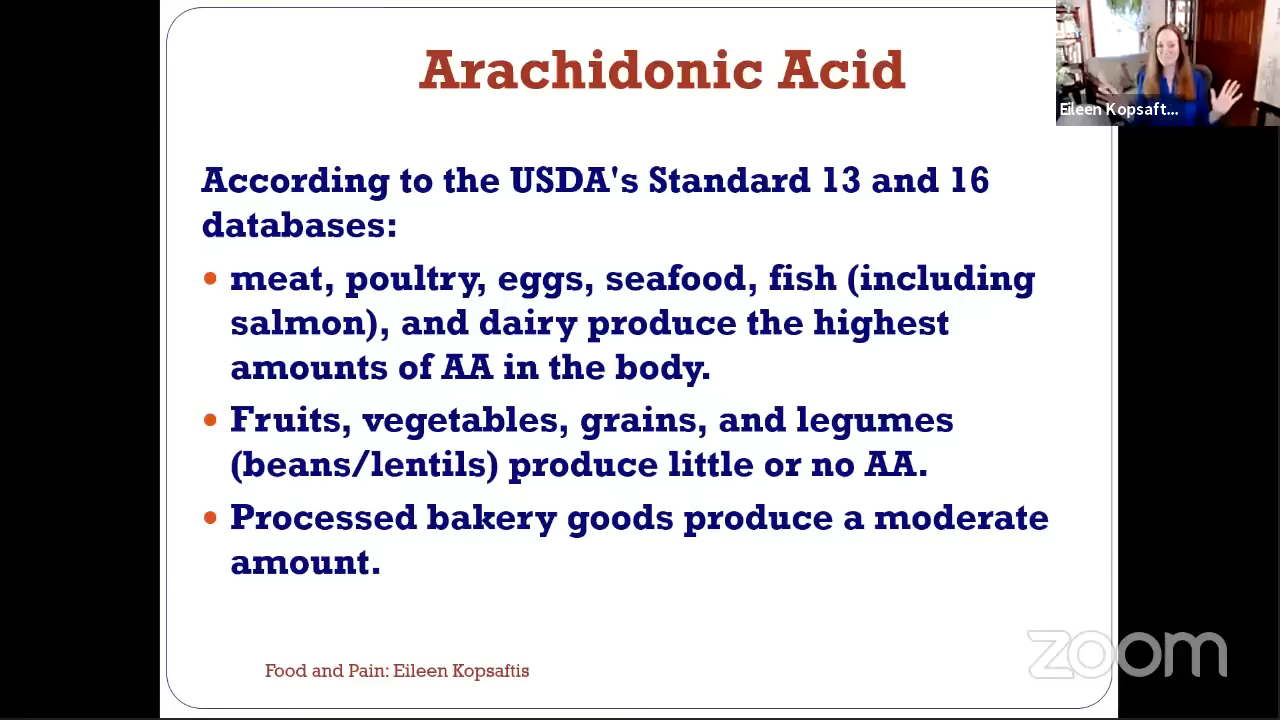 Arachidonic Acid
Eileen Kopsaft...
According to the USDA's Standard 13 and 16
databases:
• meat, poultry, eggs, seafood, fish (including
salmon), and dairy produce the highest
amounts of AA in the body.
• Fruits, vegetables, grains, and legumes
(beans/lentils) produce little or no AA.
• Processed bakery goods produce a moderate
amount.
Food and Pain: Eileen Kopsaftis
zoom